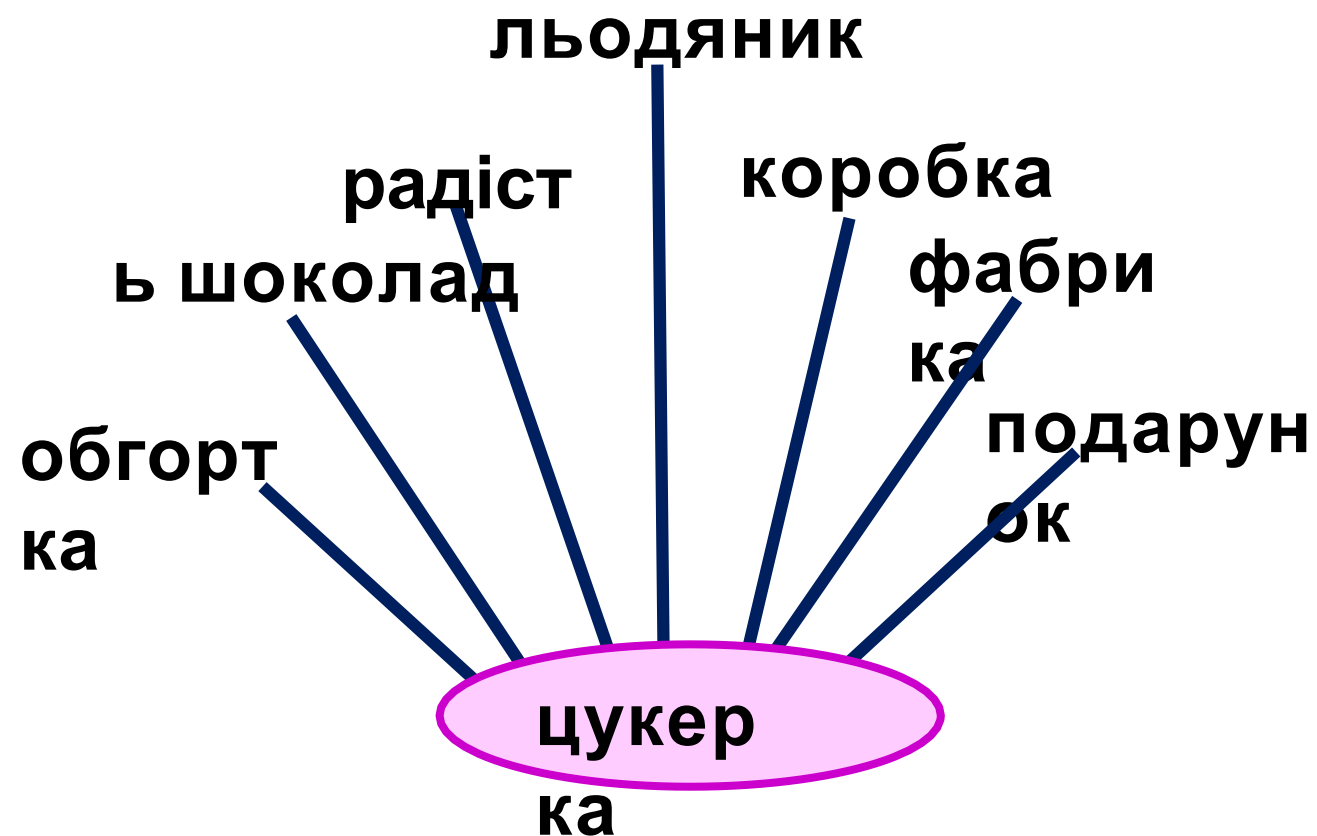 льодяник
коробка
радіст
ь шоколад
фабри
ка
подарун
ок
обгорт
ка
цукер
ка